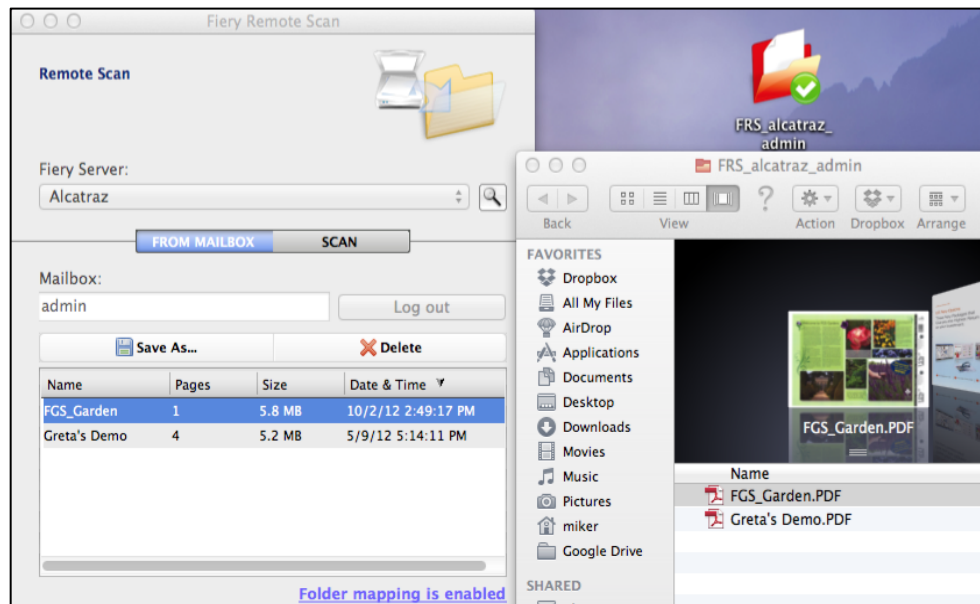 Fiery Remote Scan
Remote Scan
Fiery Server:
Alcatraz
FROM MAILBOX SCAN
Mailbox:
admin Log out
Save As... Delete
Name Pages Size Date & Time
FGS_Garden 1 5.8 MB 10/2/12 2:49:17 PM
Greta's Demo 4 5.2 MB 5/9/12 5:14:11 PM
Folder mapping is enabled
FRS_alcatraz_
admin
FRS_alcatraz_admin
Back View Action Dropbox Arrange
FAVORITES
Dropbox
All My Files
AirDrop
Applications
Documents
Desktop
Downloads
Movies
Music
Pictures
miker
Google Drive
SHARED
FGS_Garden.PDF
Name
FGS_Garden.PDF
Greta's Demo.PDF